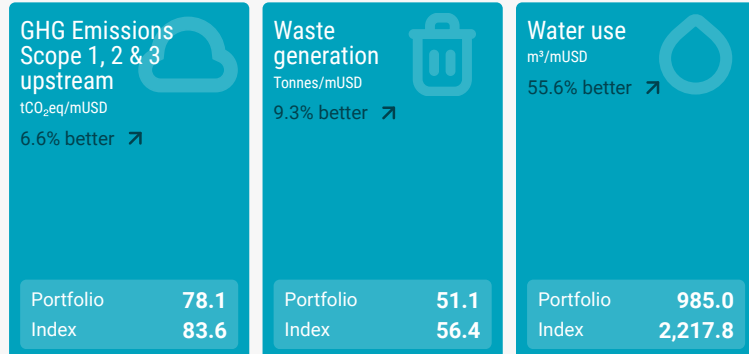 GHG Emissions
Scope 1, 2 & 3
upstream
tCO₂eq/mUSD
6.6% better
Portfolio 78.1
Index 83.6
Waste
generation
Tonnes/mUSD
9.3% better
Portfolio 51.1
Index 56.4
Water use
m³/mUSD
55.6% better
Portfolio 985.0
Index 2,217.8